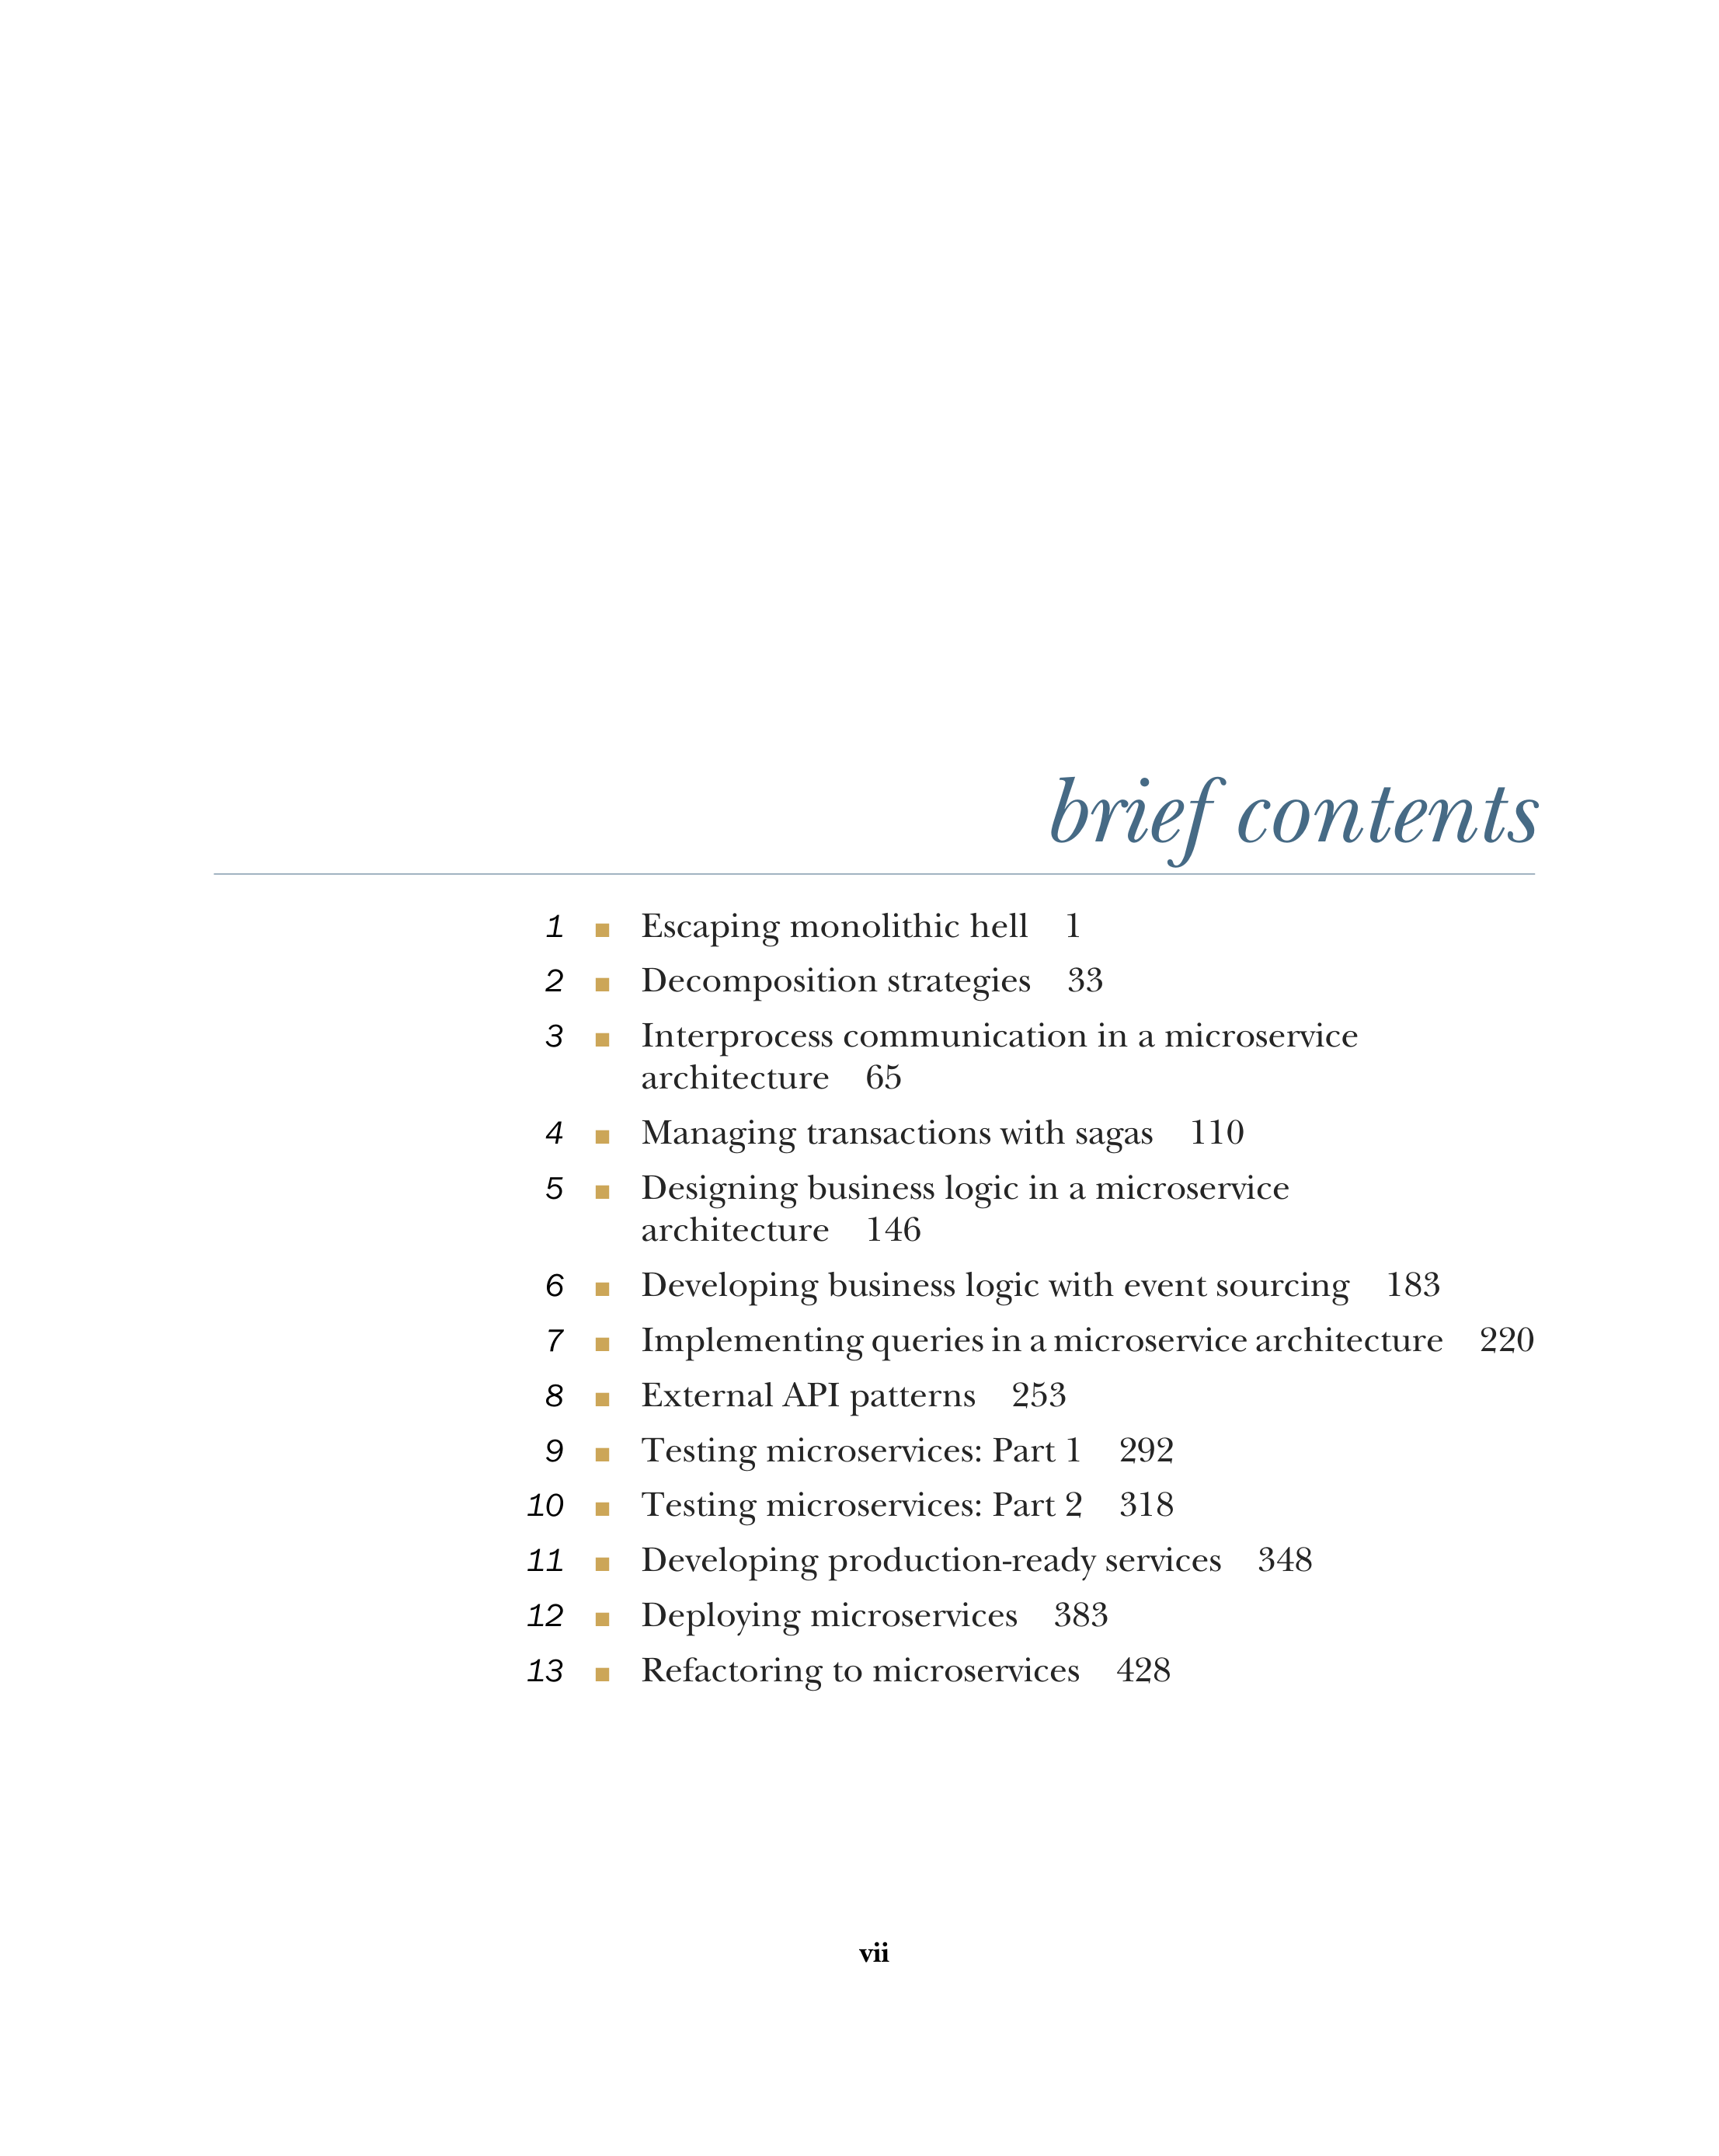 brief contents
1 ■ Escaping monolithic hell 1
2 ■ Decomposition strategies 33
3 ■ Interprocess communication in a microservice
architecture 65
4 ■ Managing transactions with sagas 110
5 ■ Designing business logic in a microservice
architecture 146
6 ■ Developing business logic with event sourcing 183
7 ■ Implementing queries in a microservice architecture 220
8 ■ External API patterns 253
9 ■ Testing microservices: Part 1 292
10 ■ Testing microservices: Part 2 318
11 ■ Developing production-ready services 348
12 ■ Deploying microservices 383
13 ■ Refactoring to microservices 428
vii